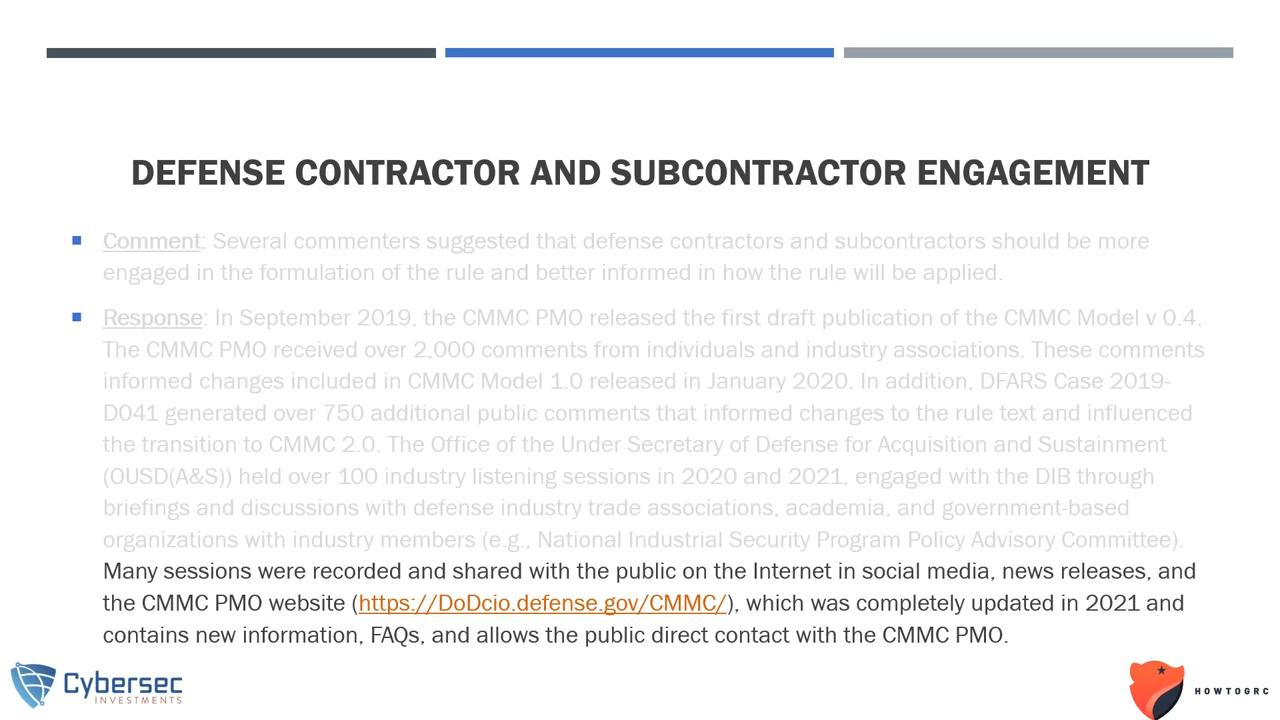 DEFENSE CONTRACTOR AND SUBCONTRACTOR ENGAGEMENT
Comment: Several commenters suggested that defense contractors and subcontractors should be more
engaged in the formulation of the rule and better informed in how the rule will be applied.
Response: In September 2019, the CMMC PMO released the first draft publication of the CMMC Model v 0.4.
The CMMC PMO received over 2,000 comments from individuals and industry associations. These comments
informed changes included in CMMC Model 1.0 released in January 2020. In addition, DFARS Case 2019-
D041 generated over 750 additional public comments that informed changes to the rule text and influenced
the transition to CMMC 2.0. The Office of the Under Secretary of Defense for Acquisition and Sustainment
(OUSD(A&S)) held over 100 industry listening sessions in 2020 and 2021, engaged with the DIB through
briefings and discussions with defense industry trade associations, academia, and government-based
organizations with industry members (e.g., National Industrial Security Program Policy Advisory Committee).
Many sessions were recorded and shared with the public on the Internet in social media, news releases, and
the CMMC PMO website (https://DoDcio.defense.gov/CMMC/), which was completely updated in 2021 and
contains new information, FAQs, and allows the public direct contact with the CMMC PMO.
Cybersec
INVESTMENTS
HOWTOGRC